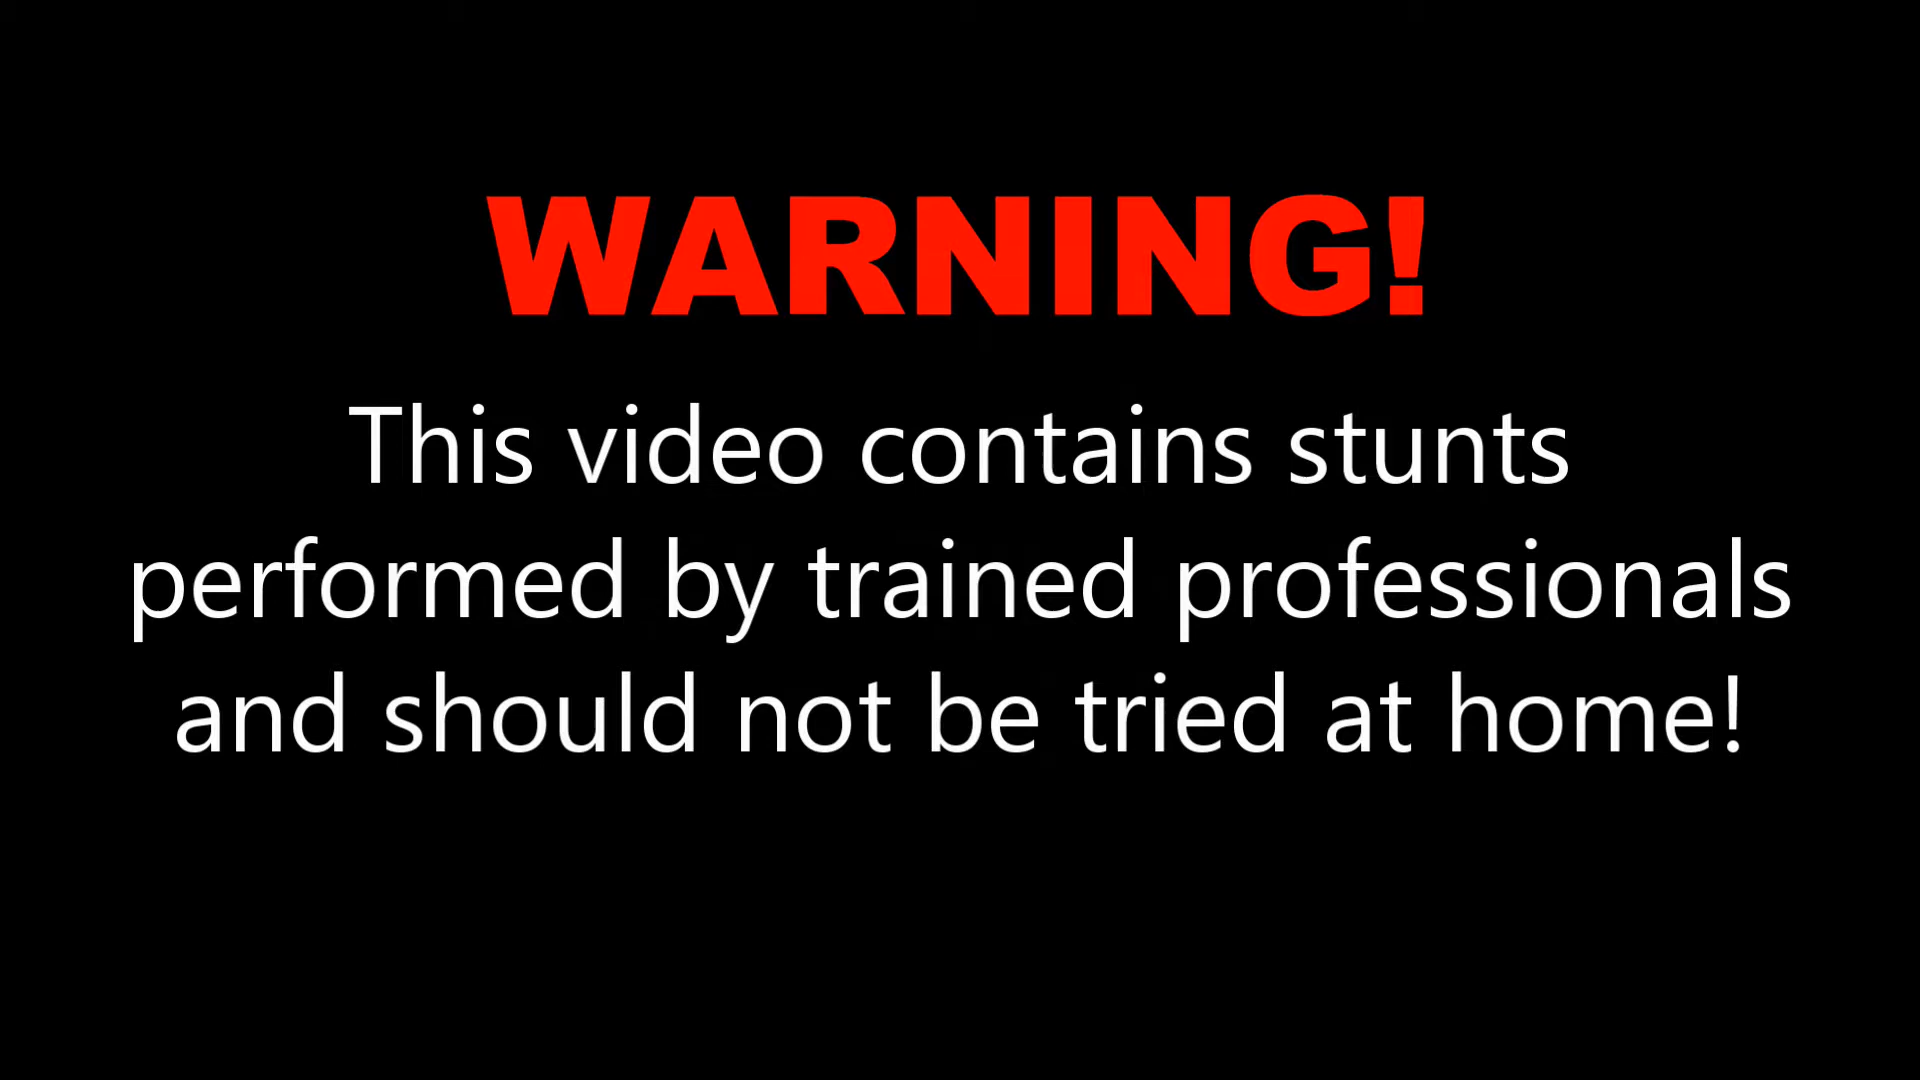 WARNING!
This video contains stunts
performed by trained professionals
and should not be tried at home!